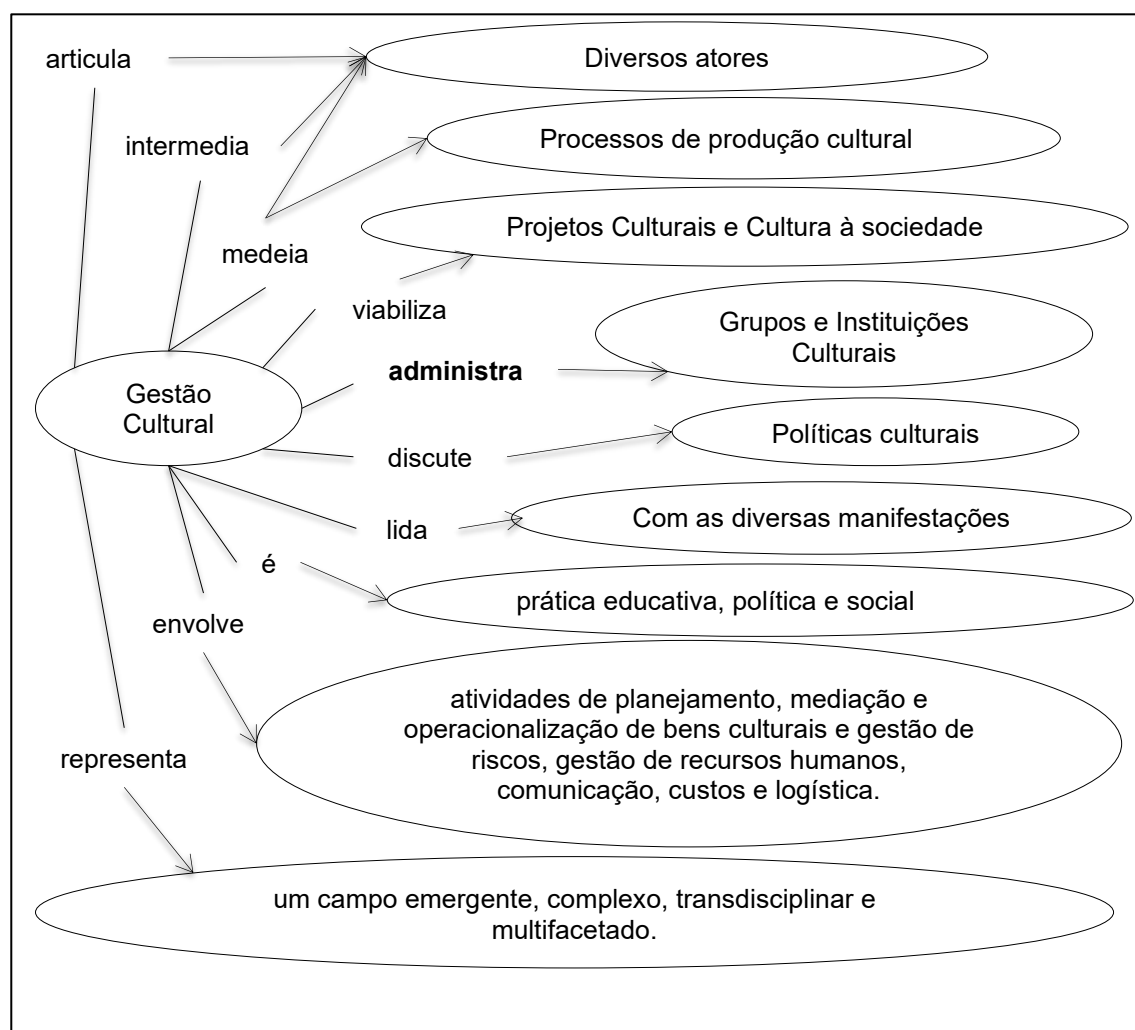 articula
Diversos atores
intermedia
Processos de produção cultural
medeia
Projetos Culturais e Cultura à sociedade
viabiliza
Grupos e Instituições
Culturais
administra
Gestão
Cultural
Políticas culturais
discute
lida
Com as diversas manifestações
é
prática educativa, política e social
envolve
atividades de planejamento, mediação e
operacionalização de bens culturais e gestão de
riscos, gestão de recursos humanos,
comunicação, custos e logística.
representa
um campo emergente, complexo, transdisciplinar e
multifacetado.